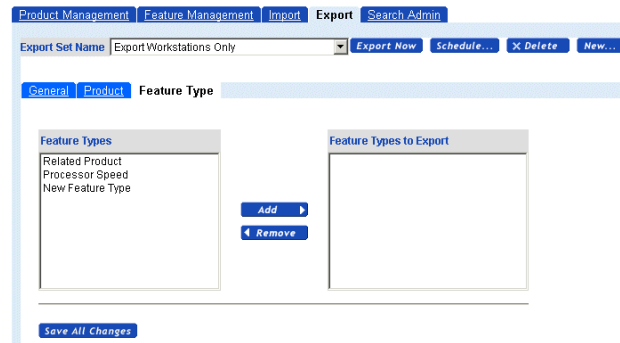 Product Management Feature Management Import Export Search Admin
Export Set Name Export Workstations Only Export Now Schedule... X Delete New...
General Product Feature Type
Feature Types Feature Types to Export
Related Product
Processor Speed
New Feature Type
Add
Remove
Save All Changes